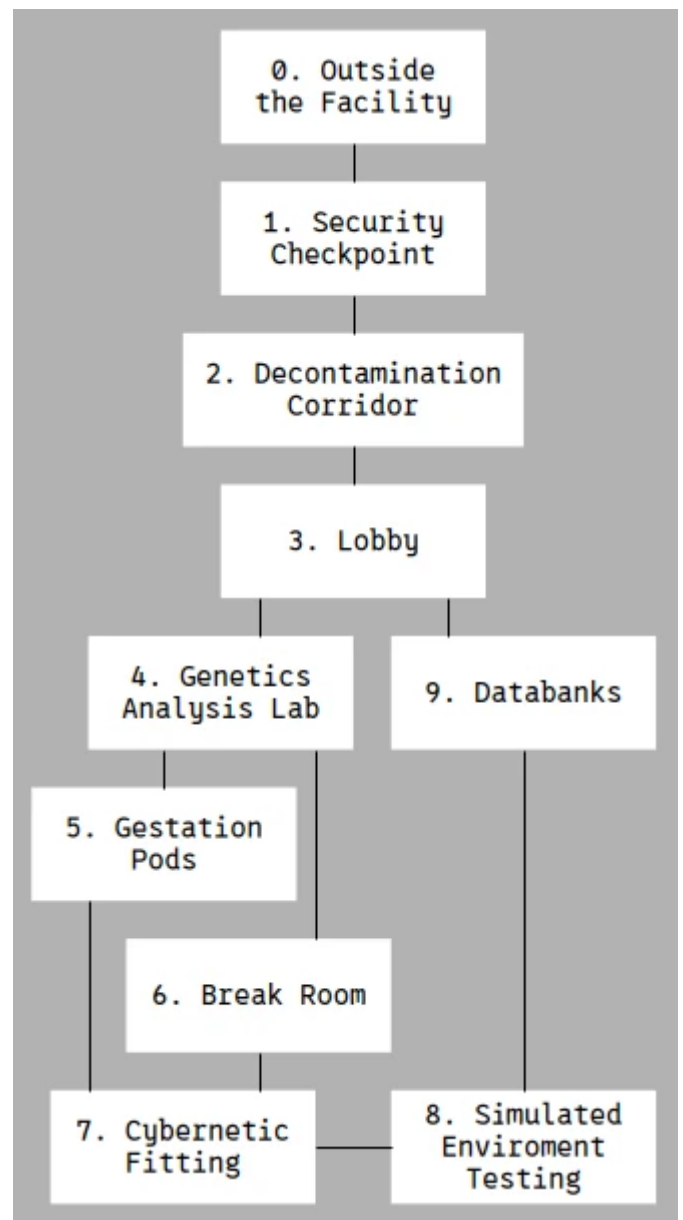 0. Outside
the Facility
1. Security
Checkpoint
2. Decontamination
Corridor
3. Lobby
4. Genetics
Analysis Lab
9. Databanks
5. Gestation
Pods
6. Break Room
7. Cybernetic
Fitting
8. Simulated
Enviroment
Testing